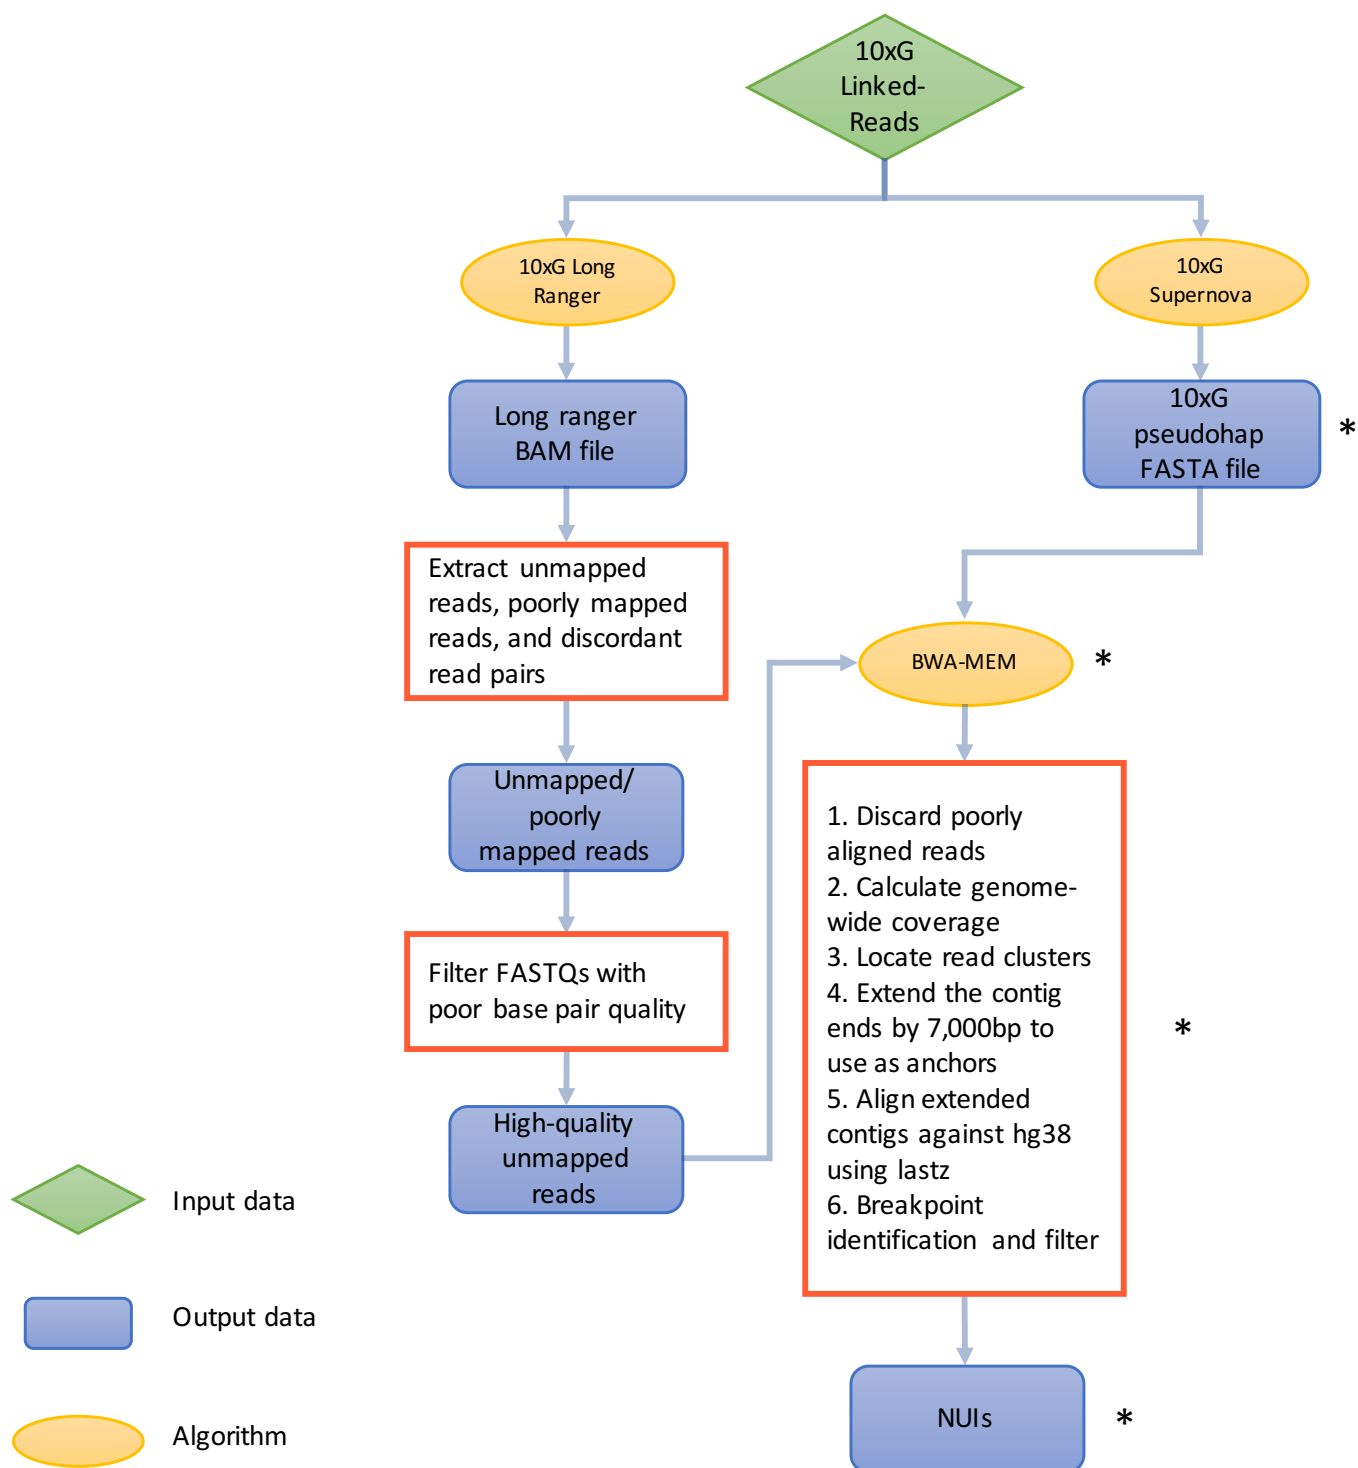 10xG
Linked-
Reads
10xG Long
Ranger
10xG
Supernova
Long ranger
BAM file
10xG
pseudohap
FASTA file
*
Extract unmapped
reads, poorly mapped
reads, and discordant
read pairs
BWA-MEM
*
Unmapped/
poorly
mapped reads
1. Discard poorly
aligned reads
2. Calculate genome-
wide coverage
3. Locate read clusters
4. Extend the contig
ends by 7,000bp to
use as anchors
5. Align extended
contigs against hg38
using lastz
6. Breakpoint
identification and filter
*
Filter FASTQs with
poor base pair quality
High-quality
unmapped
reads
NUIs
*
Input data
Output data
Algorithm